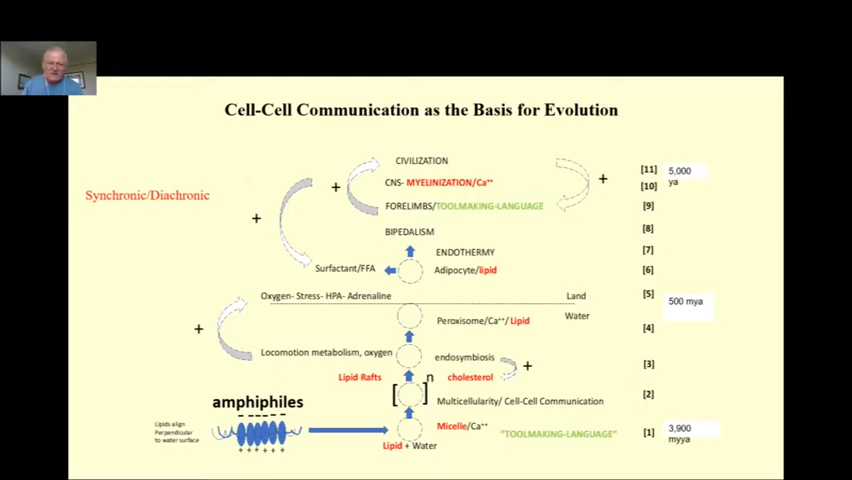 Cell-Cell Communication as the Basis for Evolution
CIVILIZATION
[11] 5,000
ya
CNS- MYELINIZATION/Ca⁺⁺
[10]
+
+
Synchronic/Diachronic
FORELIMBS/TOOLMAKING-LANGUAGE
[9]
+
BIPEDALISM
[8]
ENDOTHERMY
[7]
Surfactant/FFA
Adipocyte/lipid
[6]
Oxygen- Stress- HPA- Adrenaline
Land
[5]
500 mya
Water
Peroxisome/Ca⁺⁺/Lipid
[4]
+
Locomotion metabolism, oxygen
endosymbiosis
+
[3]
Lipid Rafts
[ ]n
cholesterol
[2]
amphiphiles
Multicellularity/ Cell-Cell Communication
– – – – –
Lipids align
Perpendicular
to water surface
Micelle/Ca⁺⁺
"TOOLMAKING-LANGUAGE"
[1]
3,900
myya
+ + + + +
Lipid + Water